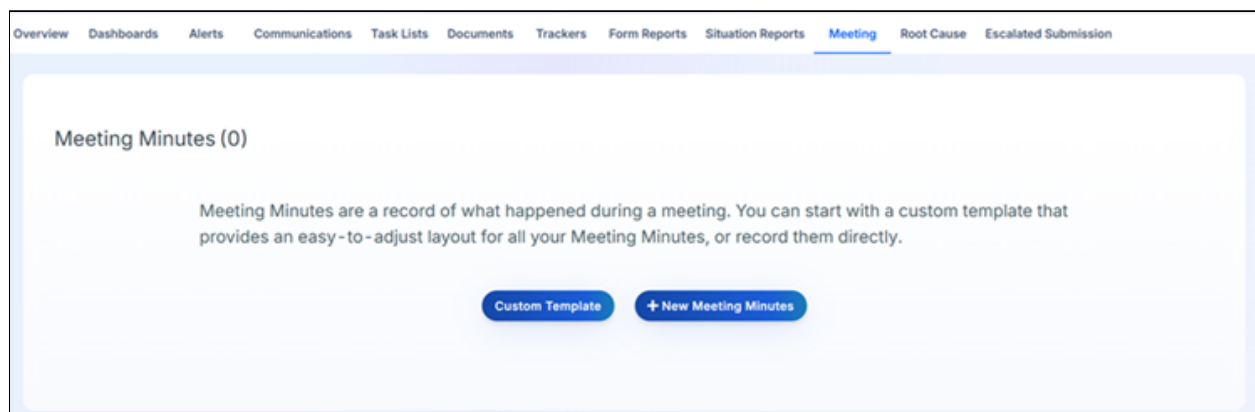 Overview Dashboards Alerts Communications Task Lists Documents Trackers Form Reports Situation Reports Meeting Root Cause Escalated Submission
Meeting Minutes (0)
Meeting Minutes are a record of what happened during a meeting. You can start with a custom template that
provides an easy-to-adjust layout for all your Meeting Minutes, or record them directly.
Custom Template + New Meeting Minutes